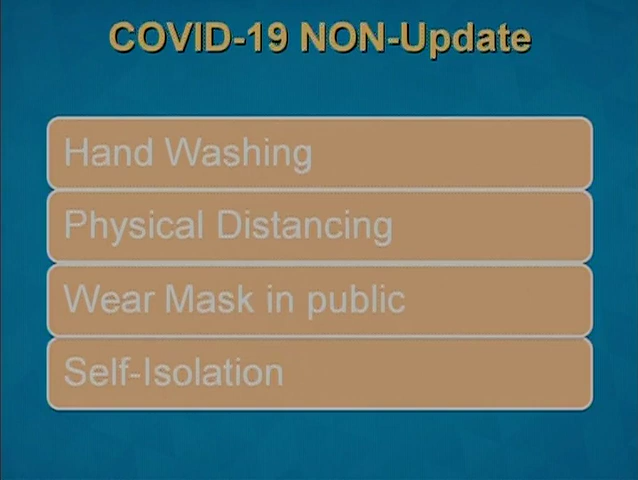 COVID-19 NON-Update
Hand Washing
Physical Distancing
Wear Mask in public
Self-Isolation